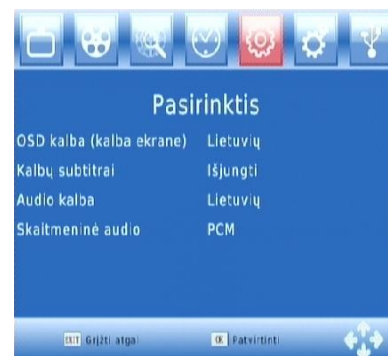 Pasirinktis
OSD kalba (kalba ekrane) Lietuvių
Kalbų subtitrai Išjungti
Audio kalba Lietuvių
Skaitmeninė audio PCM
EXIT Grįžti atgal OK Patvirtinti